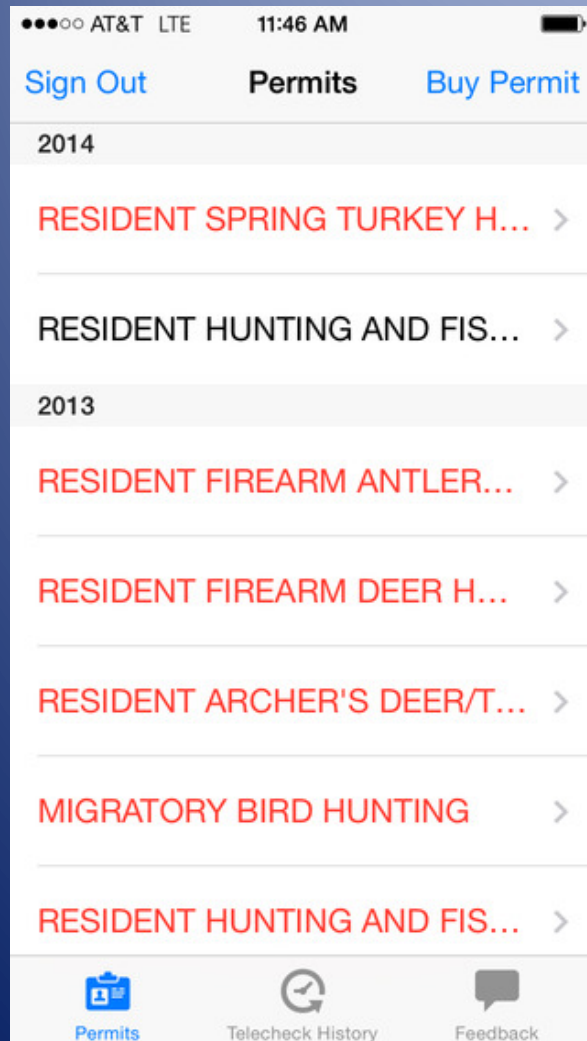 AT&T LTE 11:46 AM
Sign Out Permits Buy Permit
2014
RESIDENT SPRING TURKEY H...
RESIDENT HUNTING AND FIS...
2013
RESIDENT FIREARM ANTLER...
RESIDENT FIREARM DEER H...
RESIDENT ARCHER'S DEER/T...
MIGRATORY BIRD HUNTING
RESIDENT HUNTING AND FIS...
Permits Telecheck History Feedback